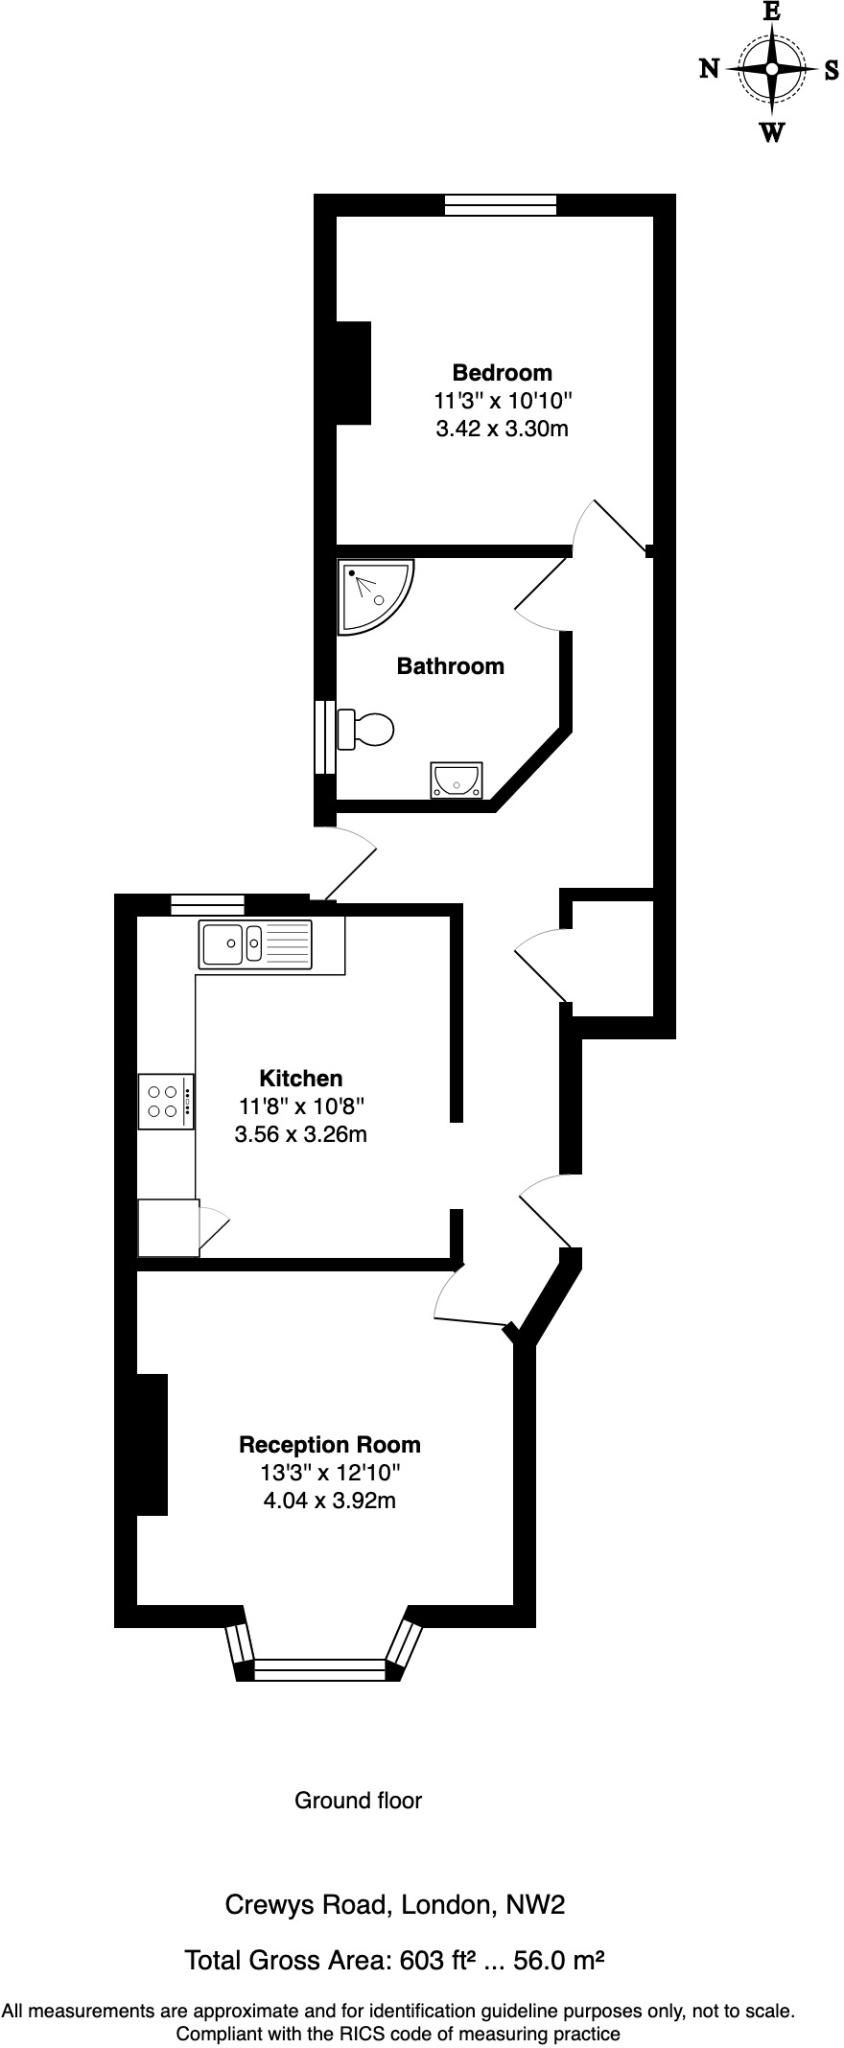 E
N S
W
Bedroom
11'3" x 10'10"
3.42 x 3.30m
Bathroom
Kitchen
11'8" x 10'8"
3.56 x 3.26m
Reception Room
13'3" x 12'10"
4.04 x 3.92m
Ground floor
Crewys Road, London, NW2
Total Gross Area: 603 ft² ... 56.0 m²
All measurements are approximate and for identification guideline purposes only, not to scale.
Compliant with the RICS code of measuring practice